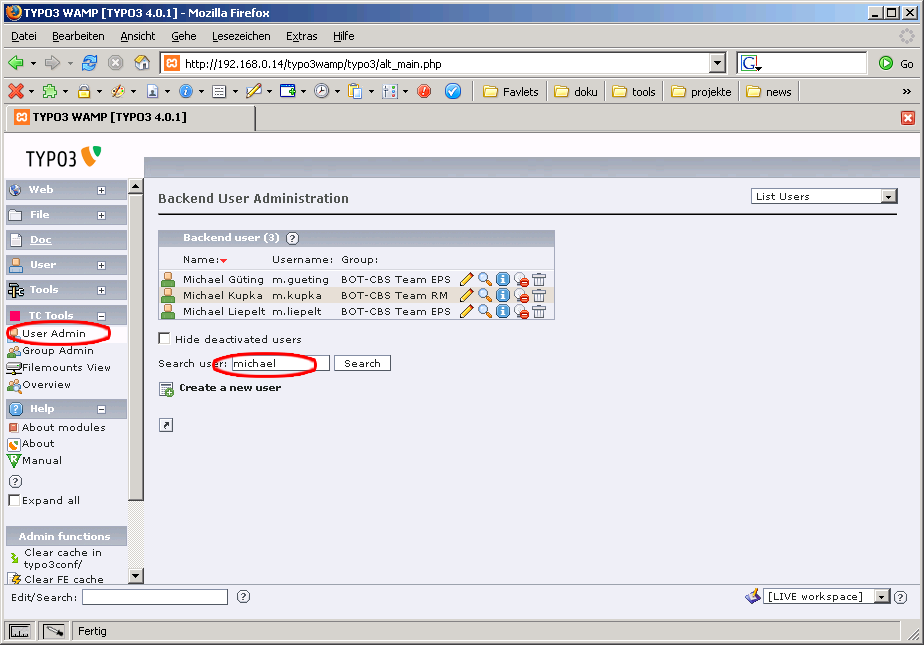 TYPO3 WAMP [TYPO3 4.0.1] - Mozilla Firefox
Datei Bearbeiten Ansicht Gehe Lesezeichen Extras Hilfe
http://192.168.0.14/typo3wamp/typo3/alt_main.php G Go
Favlets doku tools projekte news »
TYPO3 WAMP [TYPO3 4.0.1]
TYPO3
Web
File
Doc
User
Tools
TC Tools
User Admin
Group Admin
Filemounts View
Overview
Help
About modules
About
Manual
?
Expand all
Admin functions
Clear cache in
typo3conf/
Clear FE cache
Backend User Administration
List Users
Backend user (3) ?
Name: Username: Group:
Michael Güting m.gueting BOT-CBS Team EPS
Michael Kupka m.kupka BOT-CBS Team RM
Michael Liepelt m.liepelt BOT-CBS Team EPS
Hide deactivated users
Search user: michael Search
Create a new user
Edit/Search: ? [LIVE workspace] ?
Fertig